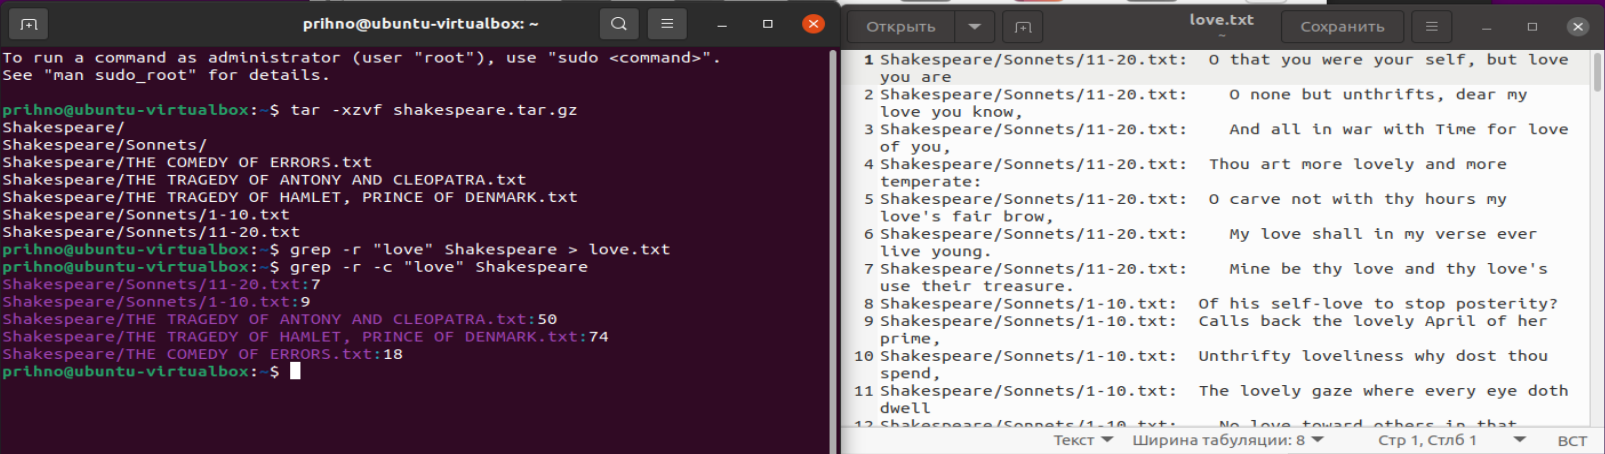 prihno@ubuntu-virtualbox: ~
To run a command as administrator (user "root"), use "sudo <command>".
See "man sudo_root" for details.
prihno@ubuntu-virtualbox:~$ tar -xzvf shakespeare.tar.gz
Shakespeare/
Shakespeare/Sonnets/
Shakespeare/THE COMEDY OF ERRORS.txt
Shakespeare/THE TRAGEDY OF ANTONY AND CLEOPATRA.txt
Shakespeare/THE TRAGEDY OF HAMLET, PRINCE OF DENMARK.txt
Shakespeare/Sonnets/1-10.txt
Shakespeare/Sonnets/11-20.txt
prihno@ubuntu-virtualbox:~$ grep -r "love" Shakespeare > love.txt
prihno@ubuntu-virtualbox:~$ grep -r -c "love" Shakespeare
Shakespeare/Sonnets/11-20.txt:7
Shakespeare/Sonnets/1-10.txt:9
Shakespeare/THE TRAGEDY OF ANTONY AND CLEOPATRA.txt:50
Shakespeare/THE TRAGEDY OF HAMLET, PRINCE OF DENMARK.txt:74
Shakespeare/THE COMEDY OF ERRORS.txt:18
prihno@ubuntu-virtualbox:~$
Открыть
love.txt
~
Сохранить
1 Shakespeare/Sonnets/11-20.txt:  O that you were your self, but love
you are
2 Shakespeare/Sonnets/11-20.txt:    O none but unthrifts, dear my
love you know,
3 Shakespeare/Sonnets/11-20.txt:    And all in war with Time for love
of you,
4 Shakespeare/Sonnets/11-20.txt:  Thou art more lovely and more
temperate:
5 Shakespeare/Sonnets/11-20.txt:  O carve not with thy hours my
love's fair brow,
6 Shakespeare/Sonnets/11-20.txt:    My love shall in my verse ever
live young.
7 Shakespeare/Sonnets/11-20.txt:    Mine be thy love and thy love's
use their treasure.
8 Shakespeare/Sonnets/1-10.txt:  Of his self-love to stop posterity?
9 Shakespeare/Sonnets/1-10.txt:  Calls back the lovely April of her
prime,
10 Shakespeare/Sonnets/1-10.txt:  Unthrifty loveliness why dost thou
spend,
11 Shakespeare/Sonnets/1-10.txt:  The lovely gaze where every eye doth
dwell
12 Shakespeare/Sonnets/1-10.txt:    No love toward others in that
Текст Ширина табуляции: 8 Стр 1, Стлб 1 ВСТ